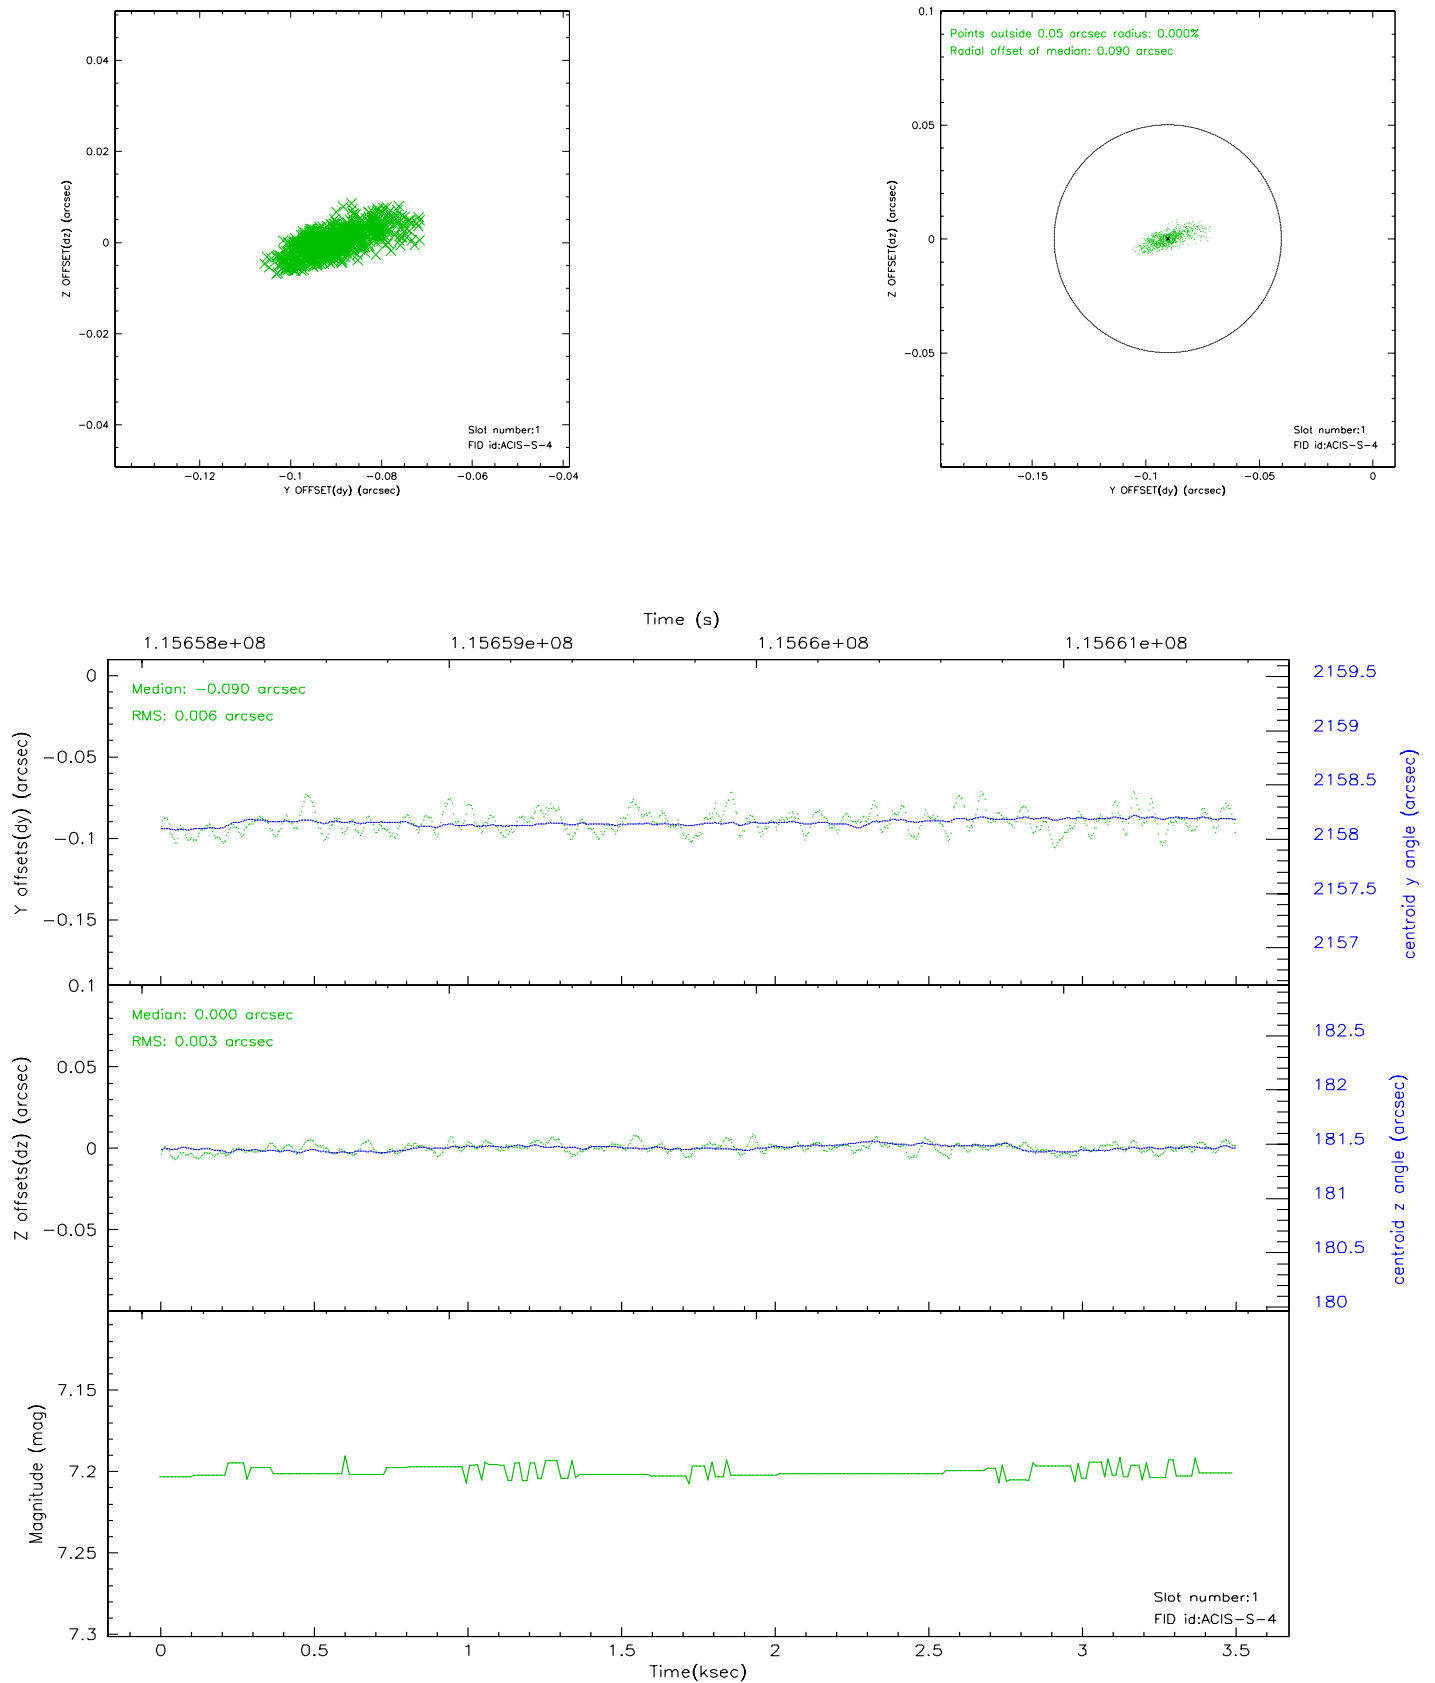 0.04
0.02
0
-0.02
-0.04
Z OFFSET(dz) (arcsec)
Slot number:1
FID id:ACIS-S-4
-0.12 -0.1 -0.08 -0.06 -0.04
Y OFFSET(dy) (arcsec)
0.1
0.05
0
-0.05
Z OFFSET(dz) (arcsec)
Points outside 0.05 arcsec radius: 0.000%
Radial offset of median: 0.090 arcsec
Slot number:1
FID id:ACIS-S-4
-0.15 -0.1 -0.05 0
Y OFFSET(dy) (arcsec)
Time (s)
1.15658e+08 1.15659e+08 1.1566e+08 1.15661e+08
0
-0.05
-0.1
-0.15
Y offsets(dy) (arcsec)
Median: -0.090 arcsec
RMS: 0.006 arcsec
2159.5
2159
2158.5
2158
2157.5
2157
centroid y angle (arcsec)
0.1
0.05
0
-0.05
Z offsets(dz) (arcsec)
Median: 0.000 arcsec
RMS: 0.003 arcsec
182.5
182
181.5
181
180.5
180
centroid z angle (arcsec)
7.15
7.2
7.25
7.3
Magnitude (mag)
Slot number:1
FID id:ACIS-S-4
0 0.5 1 1.5 2 2.5 3 3.5
Time(ksec)